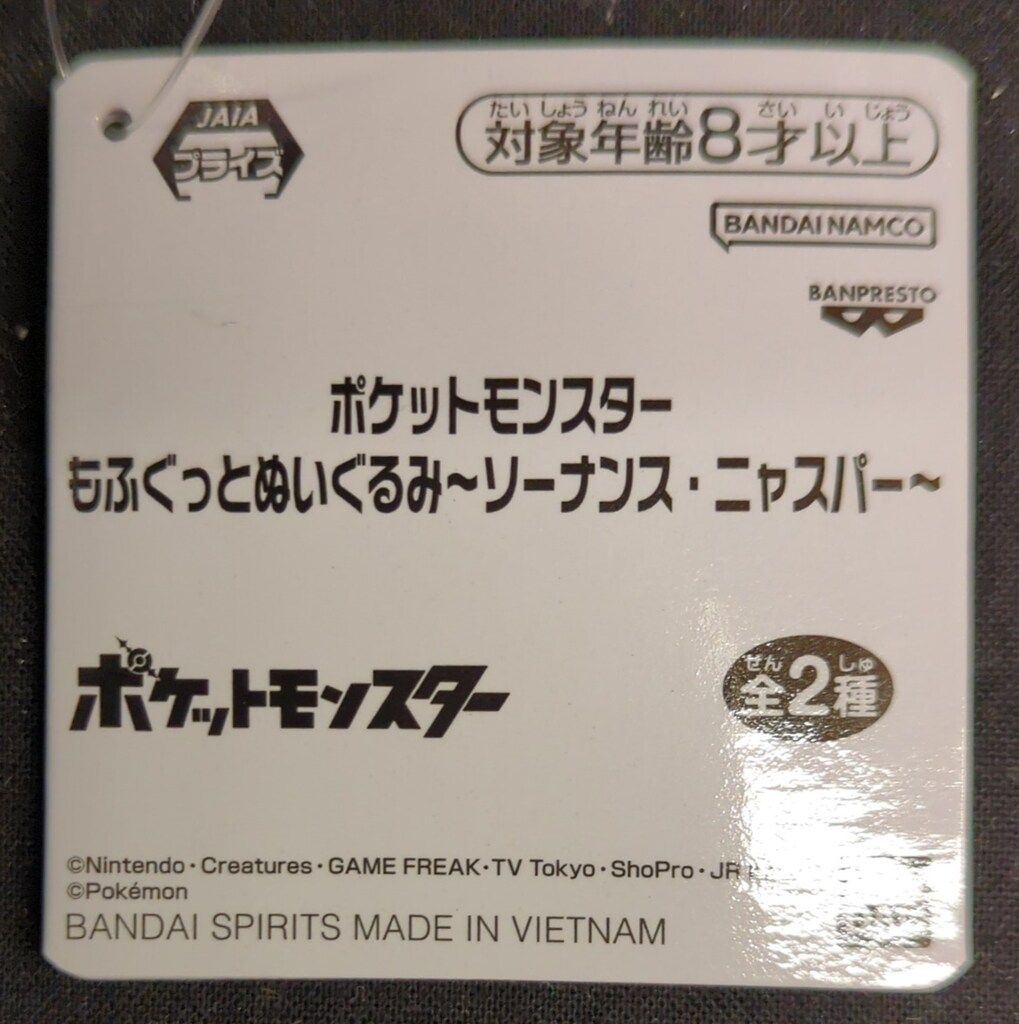 JAIA
プライズ
たいしょうねんれい さいいじょう
対象年齢8才以上
BANDAI NAMCO
BANPRESTO
ポケットモンスター
もふぐっとぬいぐるみ~ソーナンス・ニャスパー~
ポケットモンスター
ぜん しゅ
全2種
©Nintendo・Creatures・GAME FREAK・TV Tokyo・ShoPro・JR
©Pokémon
BANDAI SPIRITS MADE IN VIETNAM